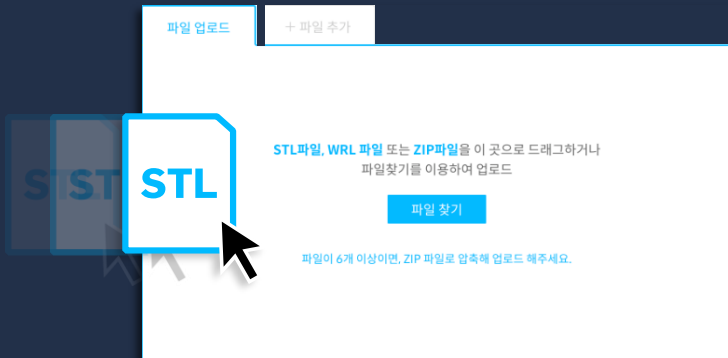 파일 업로드
+ 파일 추가
STL파일, WRL 파일 또는 ZIP파일을 이 곳으로 드래그하거나
파일찾기를 이용하여 업로드
STL
파일 찾기
파일이 6개 이상이면, ZIP 파일로 압축해 업로드 해주세요.